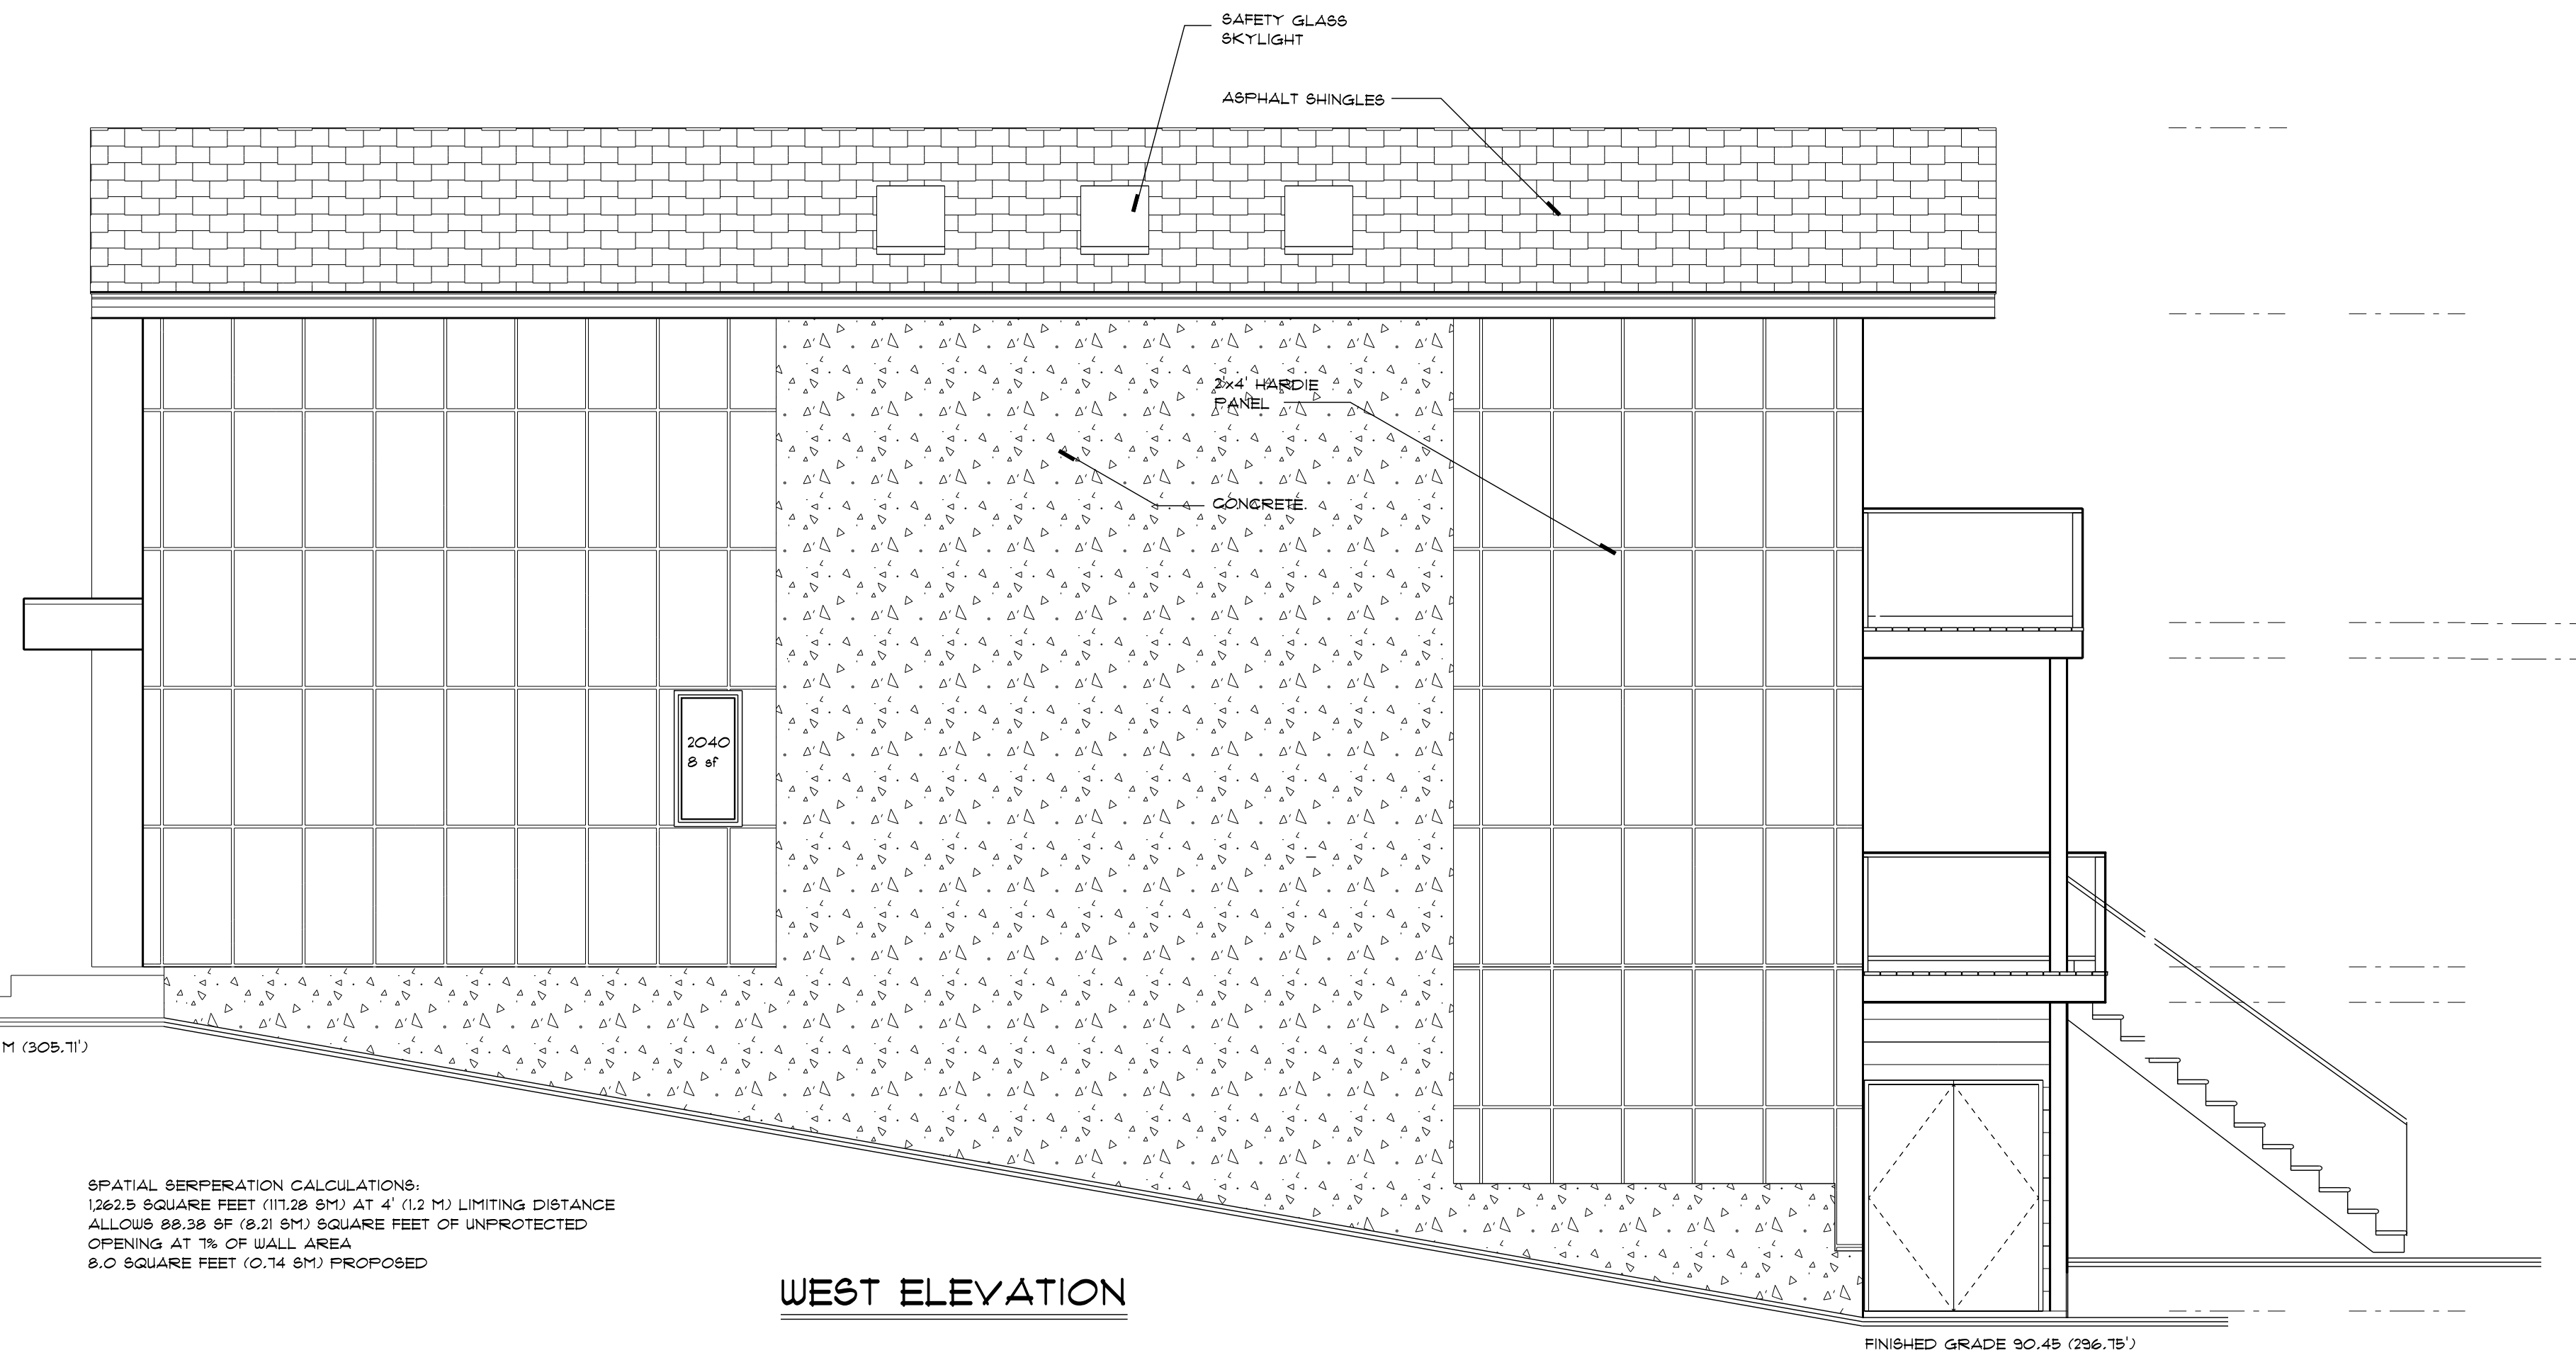 SAFETY GLASS
SKYLIGHT
ASPHALT SHINGLES
2'x4' HARDIE
PANEL
CONCRETE
2040
8 sf
M (305.71')
SPATIAL SERPERATION CALCULATIONS:
1,262.5 SQUARE FEET (117.28 SM) AT 4' (1.2 M) LIMITING DISTANCE
ALLOWS 88.38 SF (8.21 SM) SQUARE FEET OF UNPROTECTED
OPENING AT 7% OF WALL AREA
8.0 SQUARE FEET (0.74 SM) PROPOSED
WEST ELEVATION
FINISHED GRADE 90.45 (296.75')